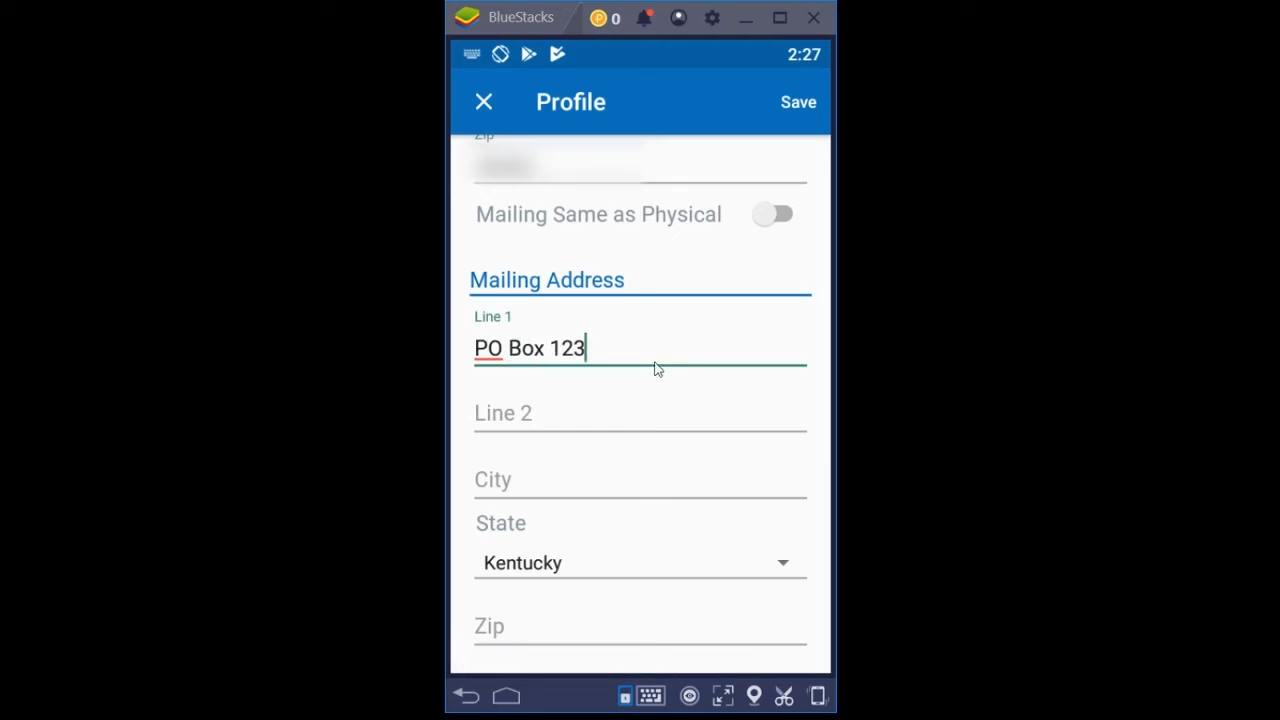 BlueStacks
0
2:27
Profile
Save
Zip
Mailing Same as Physical
Mailing Address
Line 1
PO Box 123
Line 2
City
State
Kentucky
Zip